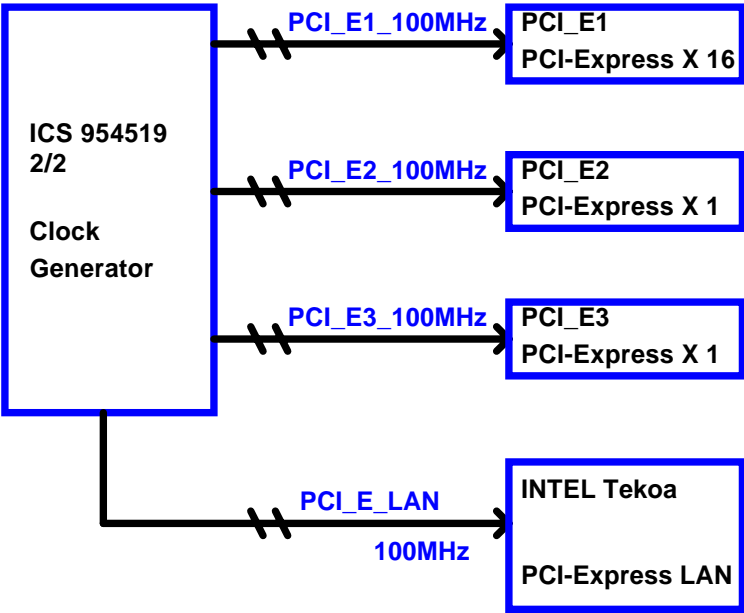 PCI_E1_100MHz
PCI_E1
PCI-Express X 16
ICS 954519
2/2
Clock
Generator
PCI_E2_100MHz
PCI_E2
PCI-Express X 1
PCI_E3_100MHz
PCI_E3
PCI-Express X 1
PCI_E_LAN
100MHz
INTEL Tekoa
PCI-Express LAN